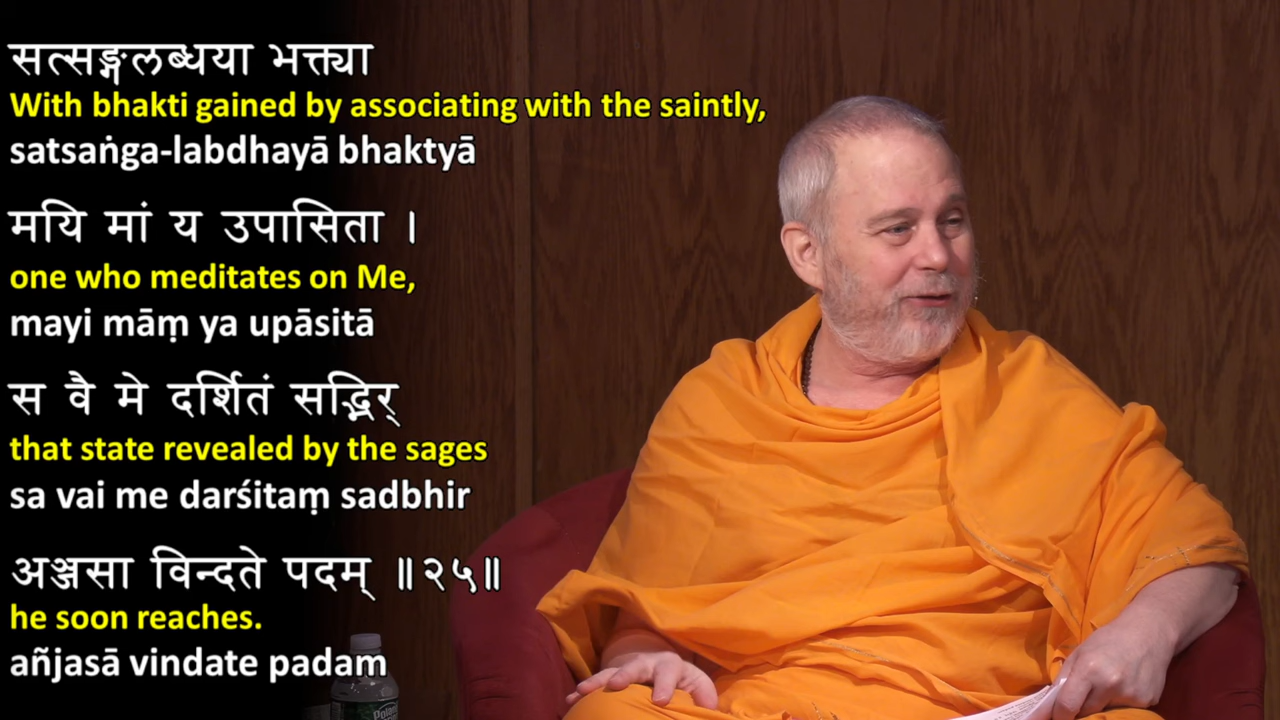 सत्सङ्गलब्धया भक्त्या
With bhakti gained by associating with the saintly,
satsaṅga-labdhayā bhaktyā
मयि मां य उपासिता ।
one who meditates on Me,
mayi māṃ ya upāsitā
स वै मे दर्शितं सद्भिर्
that state revealed by the sages
sa vai me darśitaṃ sadbhir
अञ्जसा विन्दते पदम् ॥२५॥
he soon reaches.
añjasā vindate padam
Poland